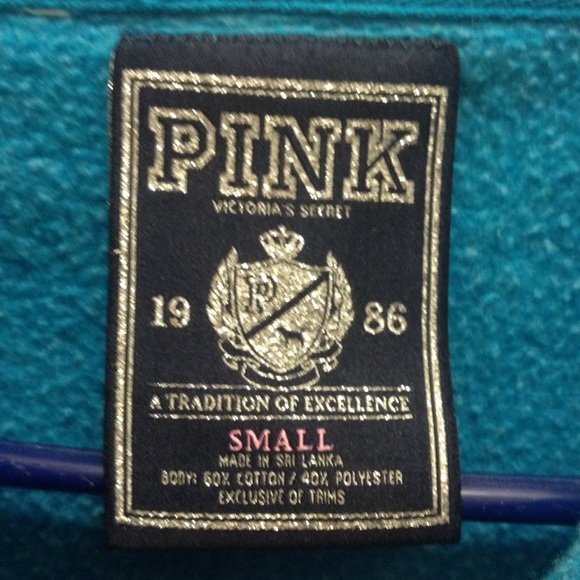 PINK
VICTORIA'S SECRET
P
19 86
A TRADITION OF EXCELLENCE
SMALL
MADE IN SRI LANKA
BODY: 60% COTTON / 40% POLYESTER
EXCLUSIVE OF TRIMS